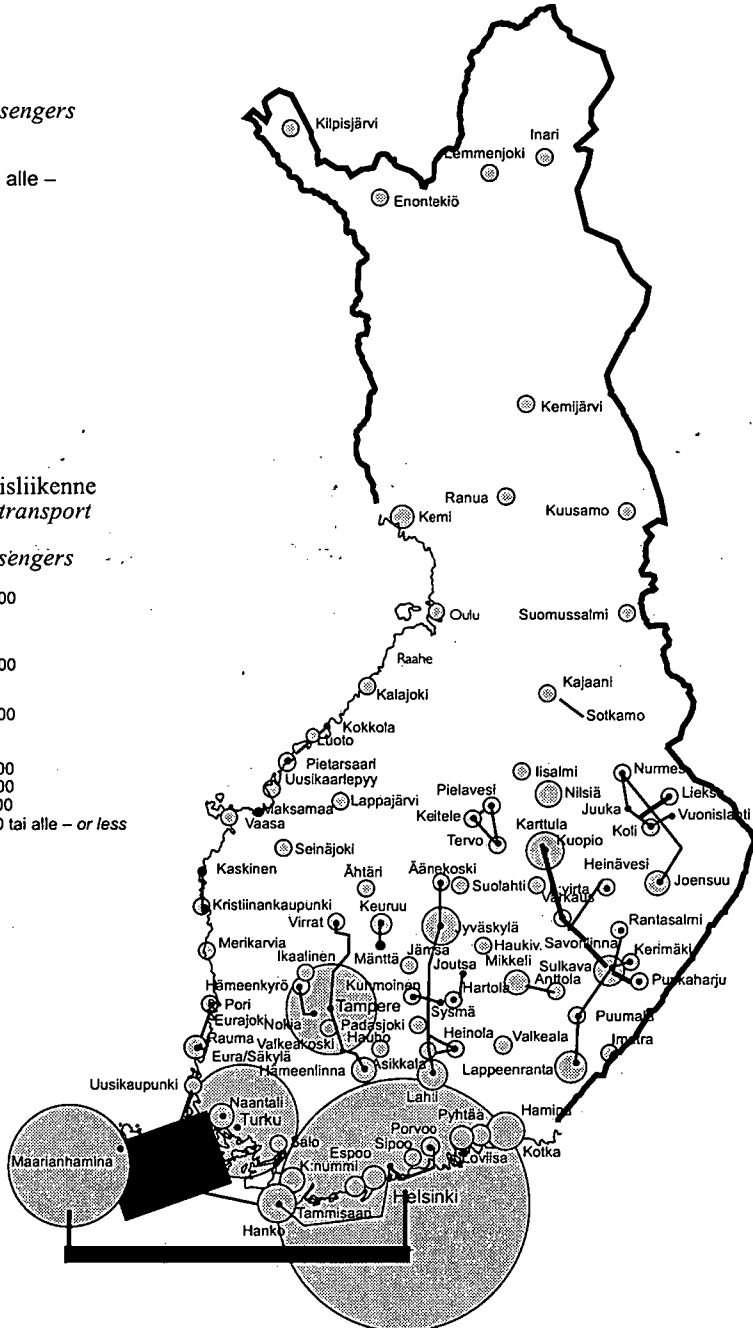 sengers
alle –
isliikenne
transport
sengers
00
00
00
00
00
00
0 tai alle – or less
Kilpisjärvi
Inari
Lemmenjoki
Enontekiö
Kemijärvi
Ranua
Kemi
Kuusamo
Oulu
Suomussalmi
Raahe
Kajaani
Kalajoki
Sotkamo
Kokkola
Luoto
Pietarsaari
Iisalmi
Nurmes
Uusikaarlepyy
Pielavesi
Nilsiä
Lieksa
Lappajärvi
Maksamaa
Keitele
Juuka
Vuonislahti
Vaasa
Karttula
Koli
Tervo
Kuopio
Seinäjoki
Heinävesi
Kaskinen
Ähtäri
Äänekoski
Suolahti
:virta
Joensuu
Varkaus
Kristiinankaupunki
Keuruu
Virrat
Rantasalmi
Jyväskylä
Merikarvia
Mänttä
Jämsä
Haukiv.
Savonlinna
Kerimäki
Ikaalinen
Joutsa
Mikkeli
Sulkava
Hämeenkyrö
Kuhmoinen
Hartola
Anttola
Punkaharju
Pori
Tampere
Sysmä
Puumala
Eurajoki
Nokia
Padasjoki
Rauma
Valkeakoski
Hauho
Heinola
Valkeala
Imatra
Eura/Säkylä
Hämeenlinna
Asikkala
Lappeenranta
Uusikaupunki
Lahti
Naantali
Pyhtää
Hamina
Turku
Porvoo
Maarianhamina
Salo
Espoo
Sipoo
Loviisa
Kotka
K:nummi
Helsinki
Tammisaari
Hanko